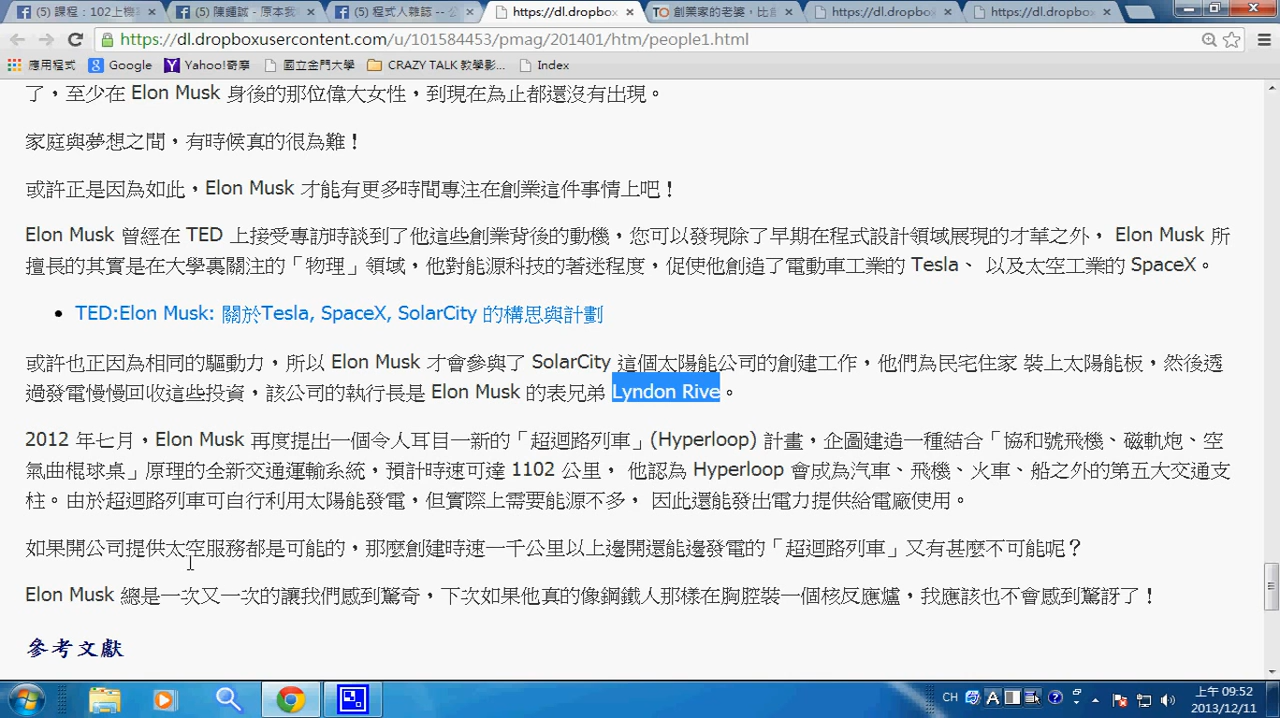 (5) 課程：102上機率
(5) 陳鍾誠 - 原本我
(5) 程式人雜誌 -- 公
https://dl.dropbox
創業家的老婆，比創
https://dl.dropbox
https://dl.dropbox
https://dl.dropboxusercontent.com/u/101584453/pmag/201401/htm/people1.html
應用程式
Google
Yahoo!奇摩
國立金門大學
CRAZY TALK 教學影...
Index
了，至少在 Elon Musk 身後的那位偉大女性，到現在為止都還沒有出現。
家庭與夢想之間，有時候真的很為難！
或許正是因為如此，Elon Musk 才能有更多時間專注在創業這件事情上吧！
Elon Musk 曾經在 TED 上接受專訪時談到了他這些創業背後的動機，您可以發現除了早期在程式設計領域展現的才華之外， Elon Musk 所
擅長的其實是在大學裏關注的「物理」領域，他對能源科技的著迷程度，促使他創造了電動車工業的 Tesla、 以及太空工業的 SpaceX。
• TED:Elon Musk: 關於Tesla, SpaceX, SolarCity 的構思與計劃
或許也正因為相同的驅動力，所以 Elon Musk 才會參與了 SolarCity 這個太陽能公司的創建工作，他們為民宅住家 裝上太陽能板，然後透
過發電慢慢回收這些投資，該公司的執行長是 Elon Musk 的表兄弟 Lyndon Rive。
2012 年七月，Elon Musk 再度提出一個令人耳目一新的「超迴路列車」(Hyperloop) 計畫，企圖建造一種結合「協和號飛機、磁軌炮、空
氣曲棍球桌」原理的全新交通運輸系統，預計時速可達 1102 公里， 他認為 Hyperloop 會成為汽車、飛機、火車、船之外的第五大交通支
柱。由於超迴路列車可自行利用太陽能發電，但實際上需要能源不多， 因此還能發出電力提供給電廠使用。
如果開公司提供太空服務都是可能的，那麼創建時速一千公里以上邊開還能邊發電的「超迴路列車」又有甚麼不可能呢？
Elon Musk 總是一次又一次的讓我們感到驚奇，下次如果他真的像鋼鐵人那樣在胸腔裝一個核反應爐，我應該也不會感到驚訝了！
參考文獻
CH
上午 09:52
2013/12/11